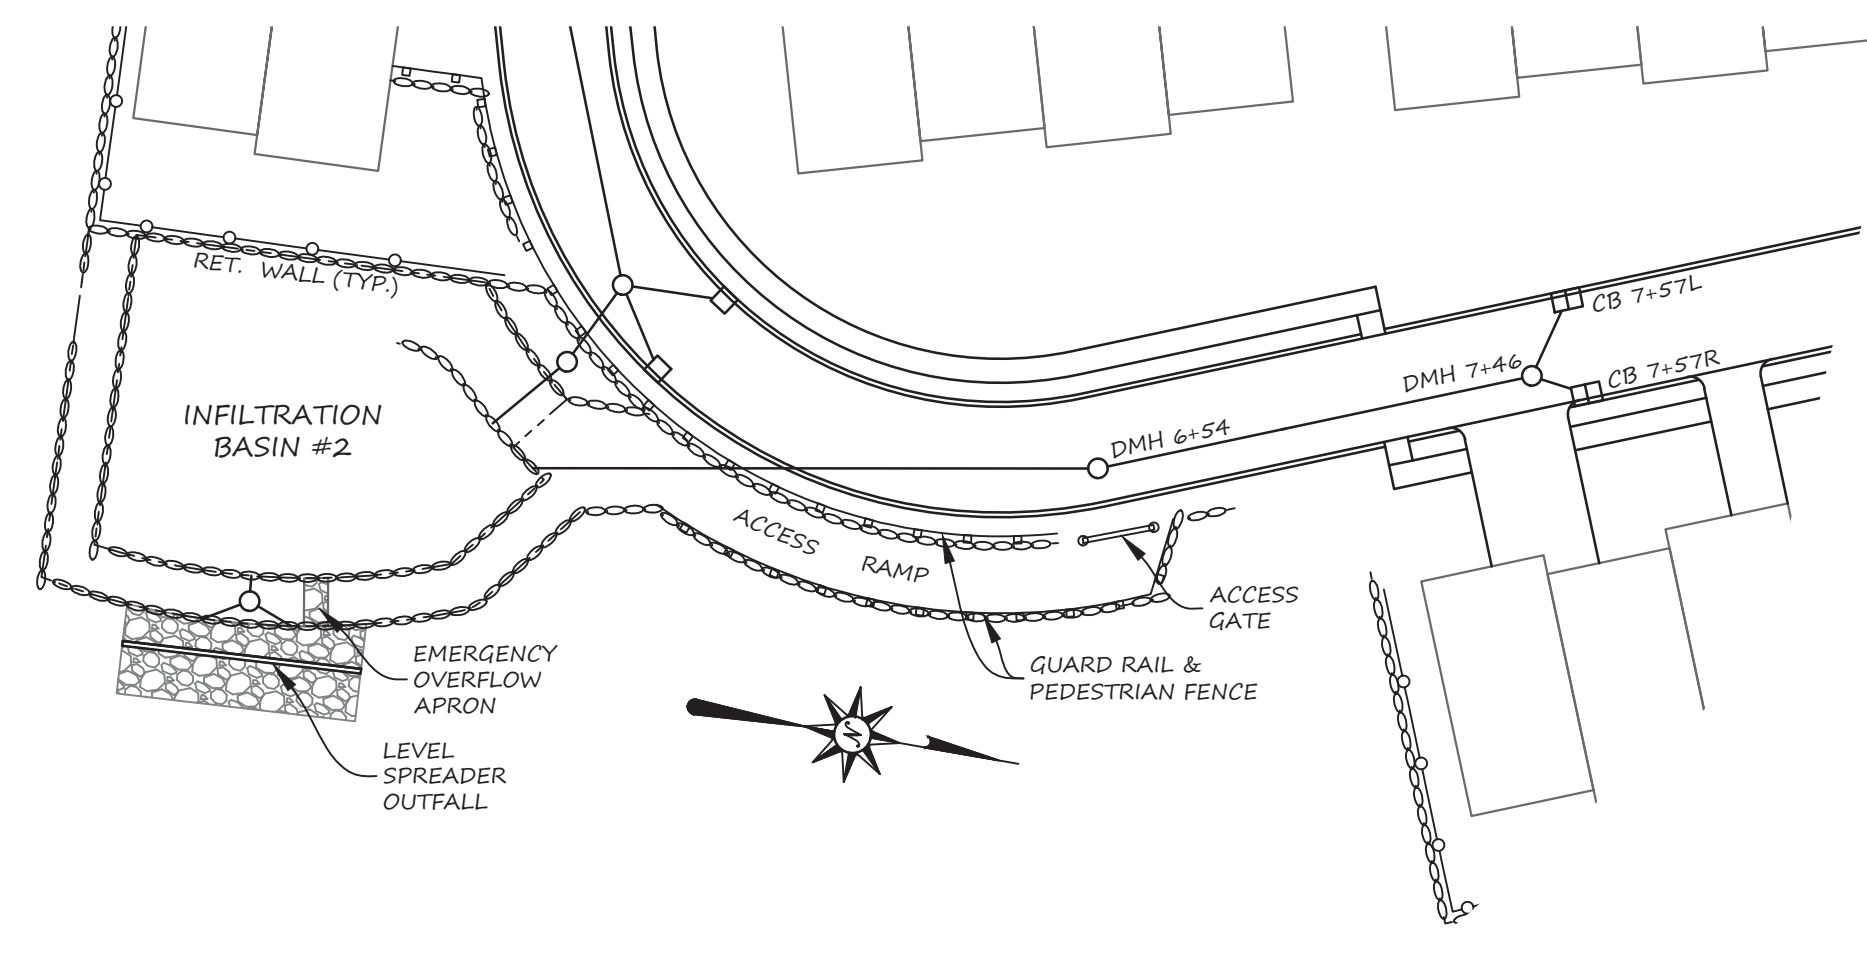 RET. WALL (TYP.)
CB 7+57L
DMH 7+46
CB 7+57R
INFILTRATION
BASIN #2
DMH 6+54
ACCESS RAMP
ACCESS
GATE
EMERGENCY
OVERFLOW
APRON
GUARD RAIL &
PEDESTRIAN FENCE
N
LEVEL
SPREADER
OUTFALL